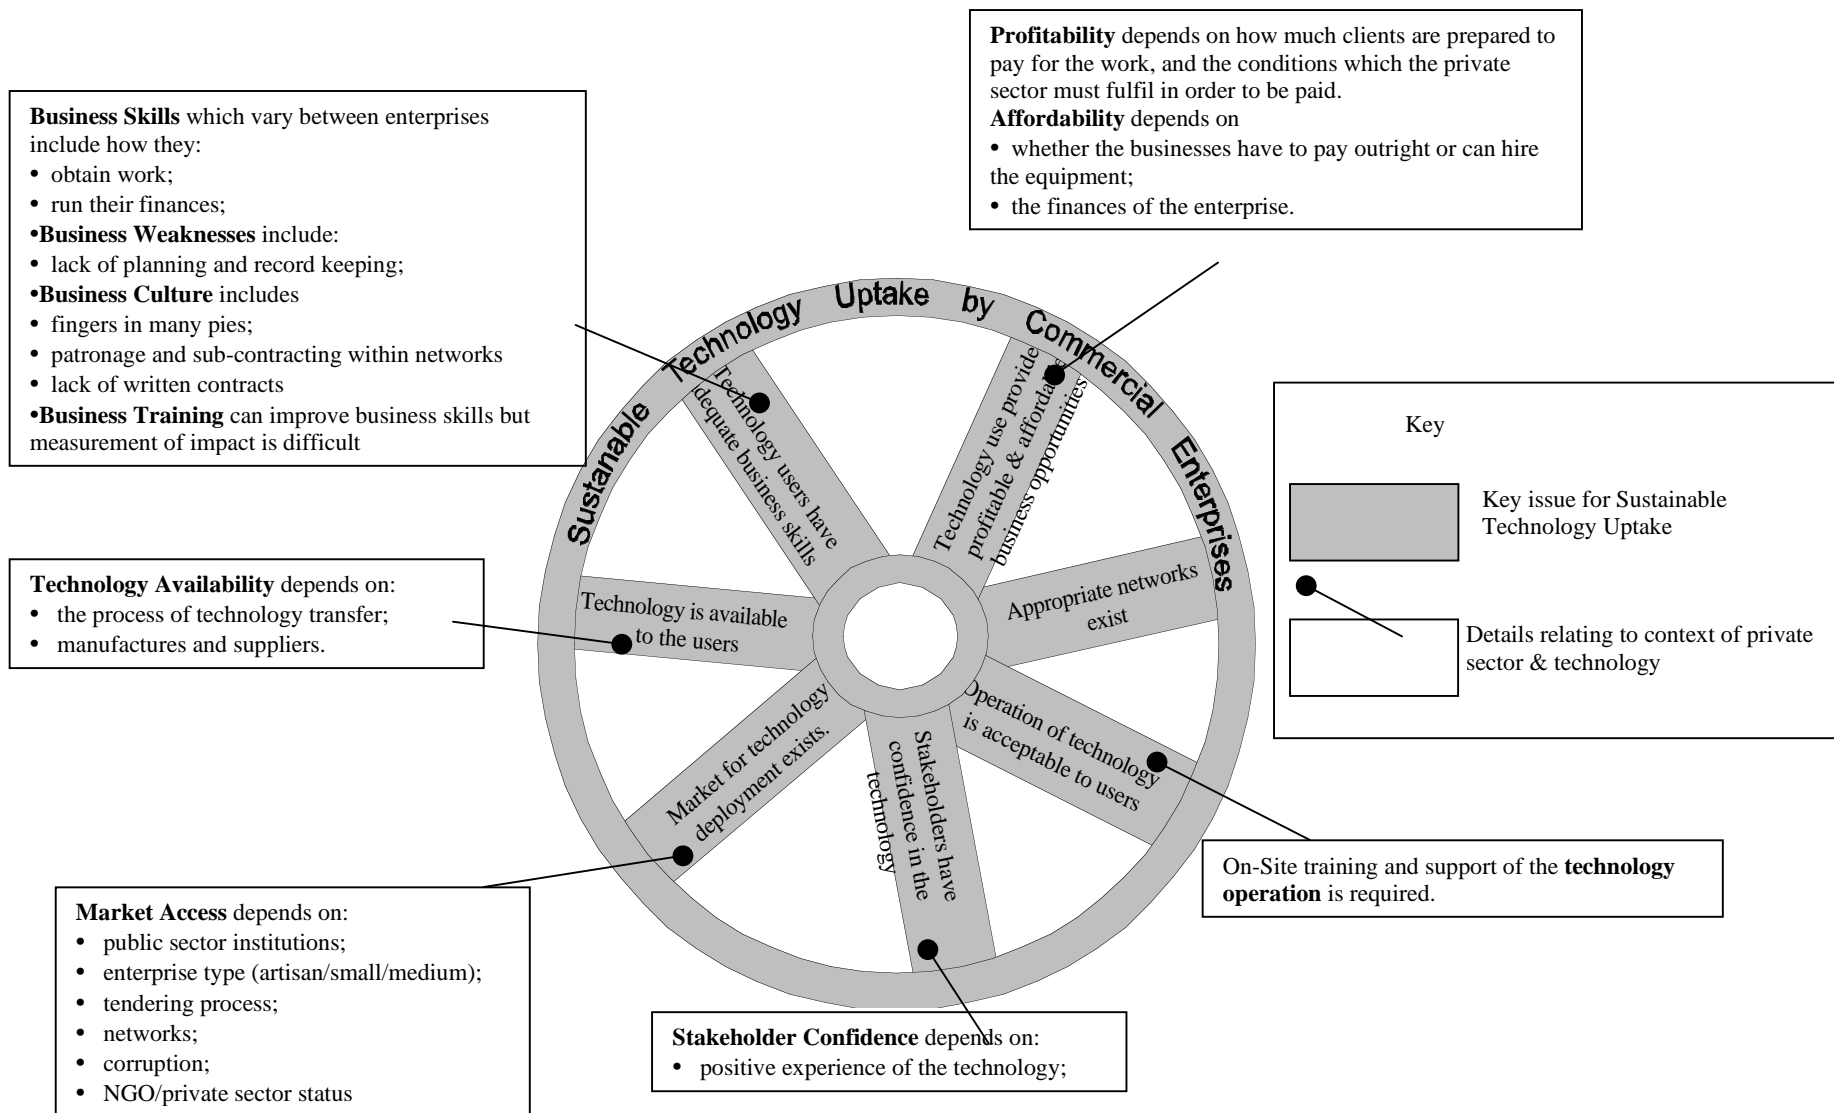 Profitability depends on how much clients are prepared to
pay for the work, and the conditions which the private
sector must fulfil in order to be paid.
Affordability depends on
• whether the businesses have to pay outright or can hire
the equipment;
• the finances of the enterprise.
Business Skills which vary between enterprises
include how they:
• obtain work;
• run their finances;
•Business Weaknesses include:
• lack of planning and record keeping;
•Business Culture includes
• fingers in many pies;
• patronage and sub-contracting within networks
• lack of written contracts
•Business Training can improve business skills but
measurement of impact is difficult
Sustanable Technology Uptake by Commercial Enterprises
Technology users have
dequate business skills
Technology use provide
profitable & affordable
business opportunities
Appropriate networks
exist
Operation of technology
is acceptable to users
Stakeholders have
confidence in the
technology
Market for technology
deployment exists.
Technology is available
to the users
Key
Key issue for Sustainable
Technology Uptake
Details relating to context of private
sector & technology
Technology Availability depends on:
• the process of technology transfer;
• manufactures and suppliers.
On-Site training and support of the technology
operation is required.
Market Access depends on:
• public sector institutions;
• enterprise type (artisan/small/medium);
• tendering process;
• networks;
• corruption;
• NGO/private sector status
Stakeholder Confidence depends on:
• positive experience of the technology;